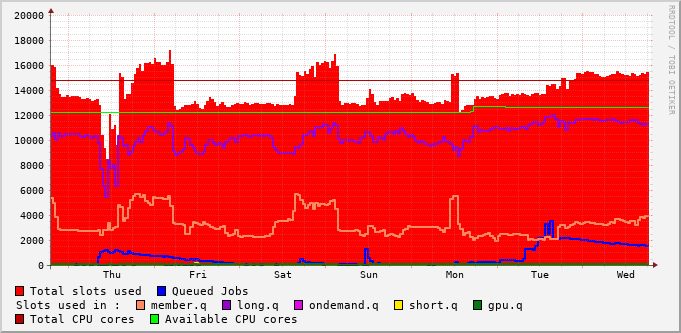 20000
18000
16000
14000
12000
10000
8000
6000
4000
2000
0
Thu Fri Sat Sun Mon Tue Wed
RRDTOOL / TOBI OETIKER
Total slots used Queued Jobs
Slots used in : member.q long.q ondemand.q short.q gpu.q
Total CPU cores Available CPU cores